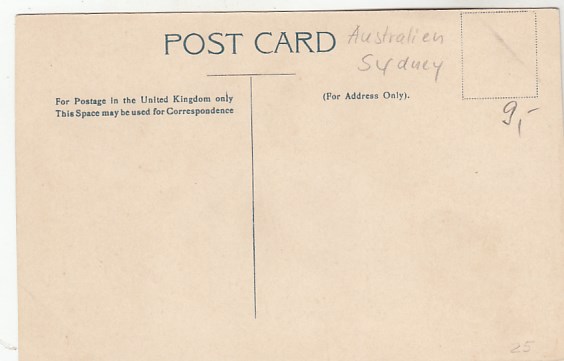 POST CARD
Australien
Sydney
For Postage in the United Kingdom only
This Space may be used for Correspondence
(For Address Only).
9,-
25